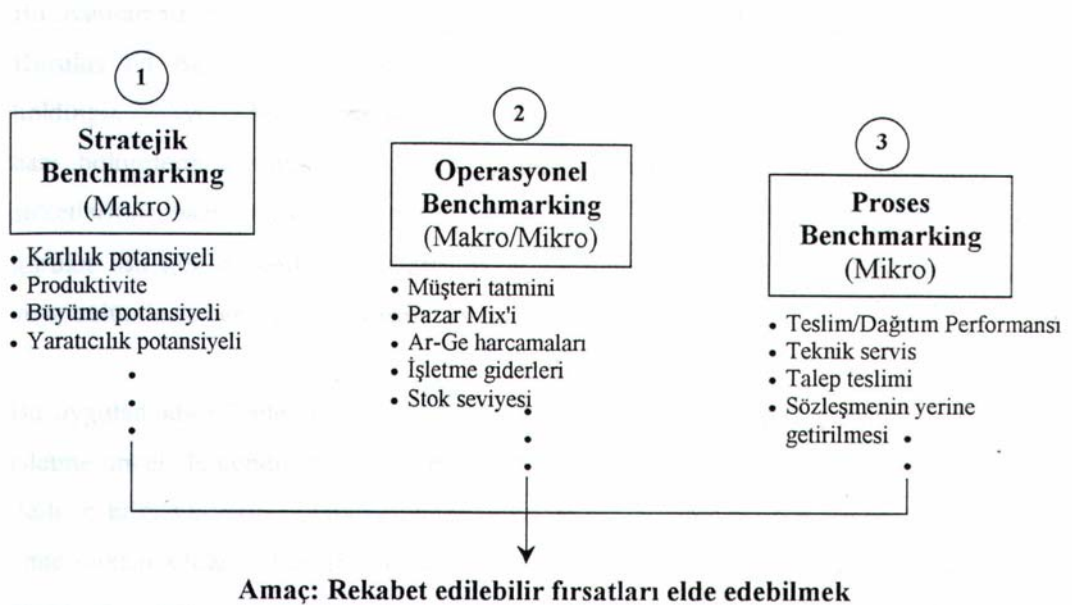 1
Stratejik
Benchmarking
(Makro)
• Karlılık potansiyeli
• Produktivite
• Büyüme potansiyeli
• Yaratıcılık potansiyeli
2
Operasyonel
Benchmarking
(Makro/Mikro)
• Müşteri tatmini
• Pazar Mix'i
• Ar-Ge harcamaları
• İşletme giderleri
• Stok seviyesi
3
Proses
Benchmarking
(Mikro)
• Teslim/Dağıtım Performansı
• Teknik servis
• Talep teslimi
• Sözleşmenin yerine
getirilmesi
Amaç: Rekabet edilebilir fırsatları elde edebilmek